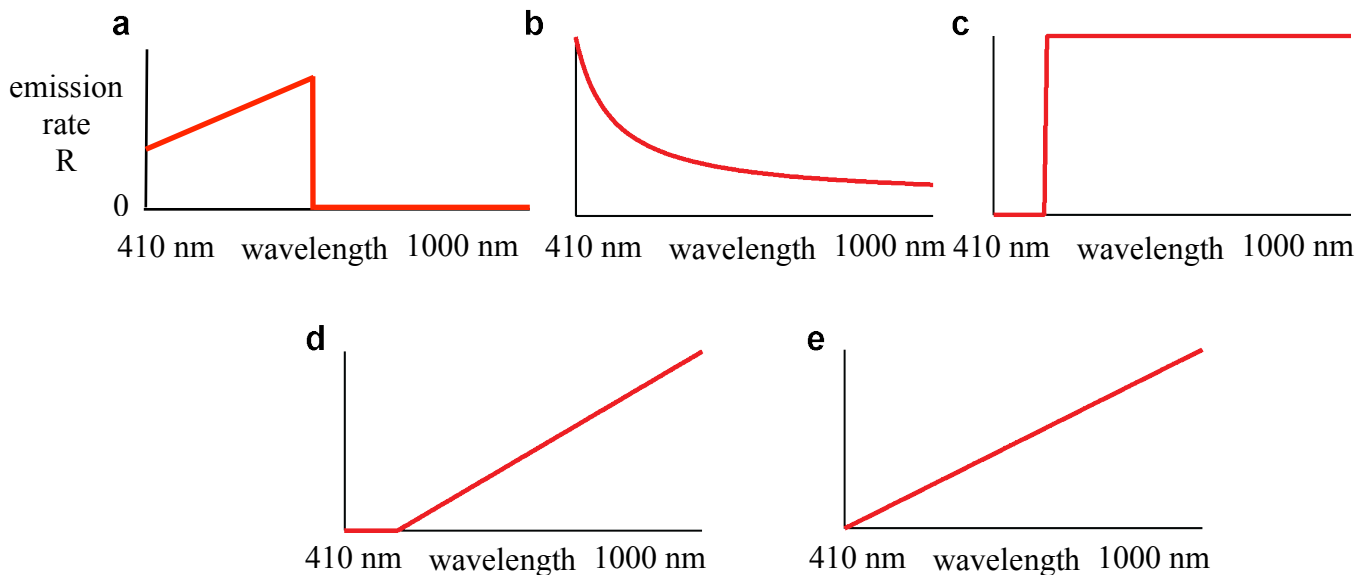 a
emission
rate
R
0
410 nm wavelength 1000 nm
b
410 nm wavelength 1000 nm
c
410 nm wavelength 1000 nm
d
410 nm wavelength 1000 nm
e
410 nm wavelength 1000 nm